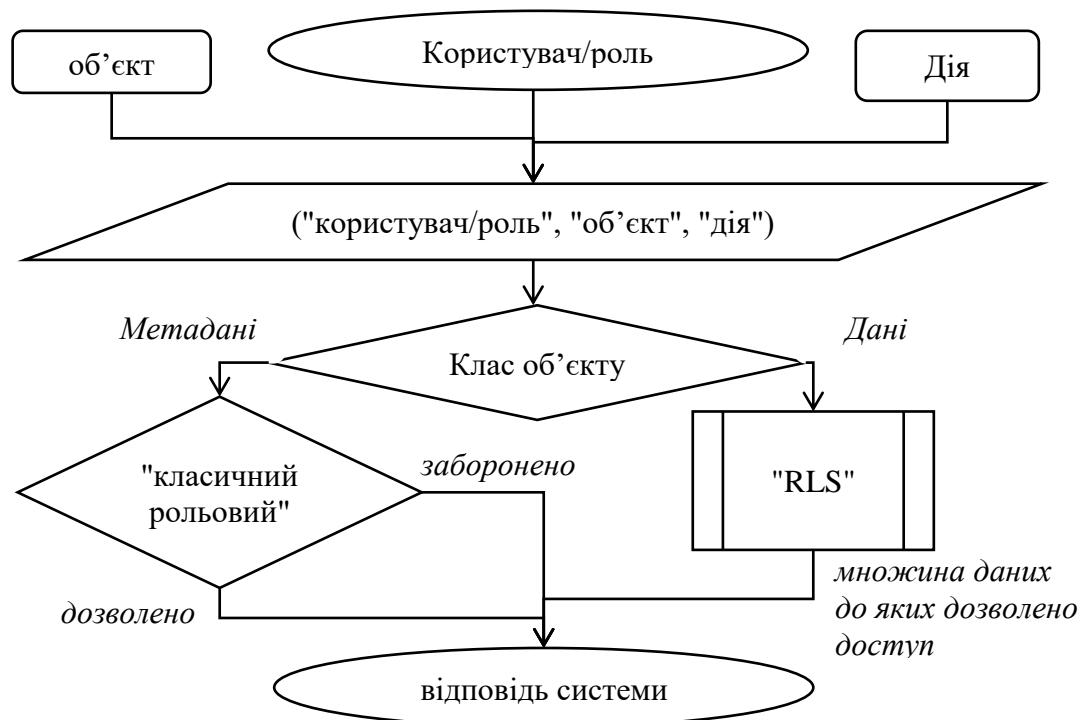 об’єкт
Користувач/роль
Дія
("користувач/роль", "об’єкт", "дія")
Метадані
Дані
Клас об’єкту
"класичний
рольовий"
заборонено
"RLS"
дозволено
множина даних
до яких дозволено
доступ
відповідь системи